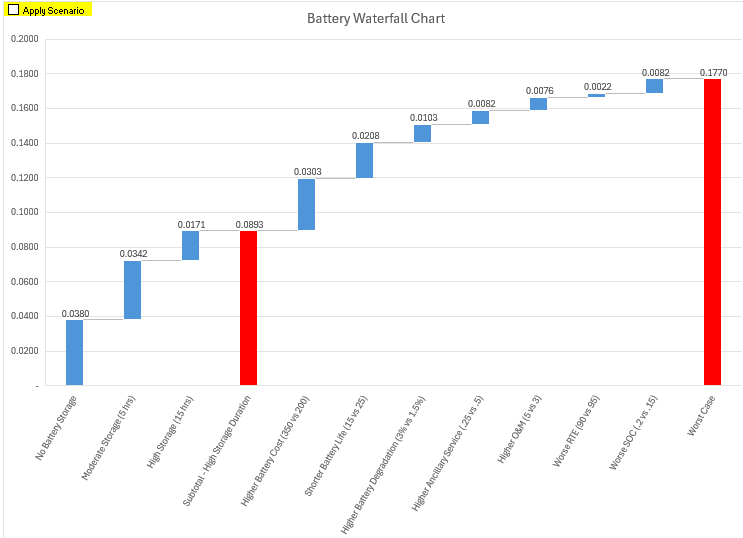 Apply Scenario
Battery Waterfall Chart
0.2000
0.1800
0.1600
0.1400
0.1200
0.1000
0.0800
0.0600
0.0400
0.0200
-
0.0380
0.0342
0.0171
0.0893
0.0303
0.0208
0.0103
0.0082
0.0076
0.0022
0.0082
0.1770
No Battery Storage
Moderate Storage (5 hrs)
High Storage (15 hrs)
Subtotal - High Storage Duration
Higher Battery Cost (350 vs 200)
Shorter Battery Life (15 vs 25)
Higher Battery Degradation (3% vs 1.5%)
Higher Ancillary Service (.25 vs .5)
Higher O&M (5 vs 3)
Worse RTE (90 vs 95)
Worse SOC (.2 vs .15)
Worst Case